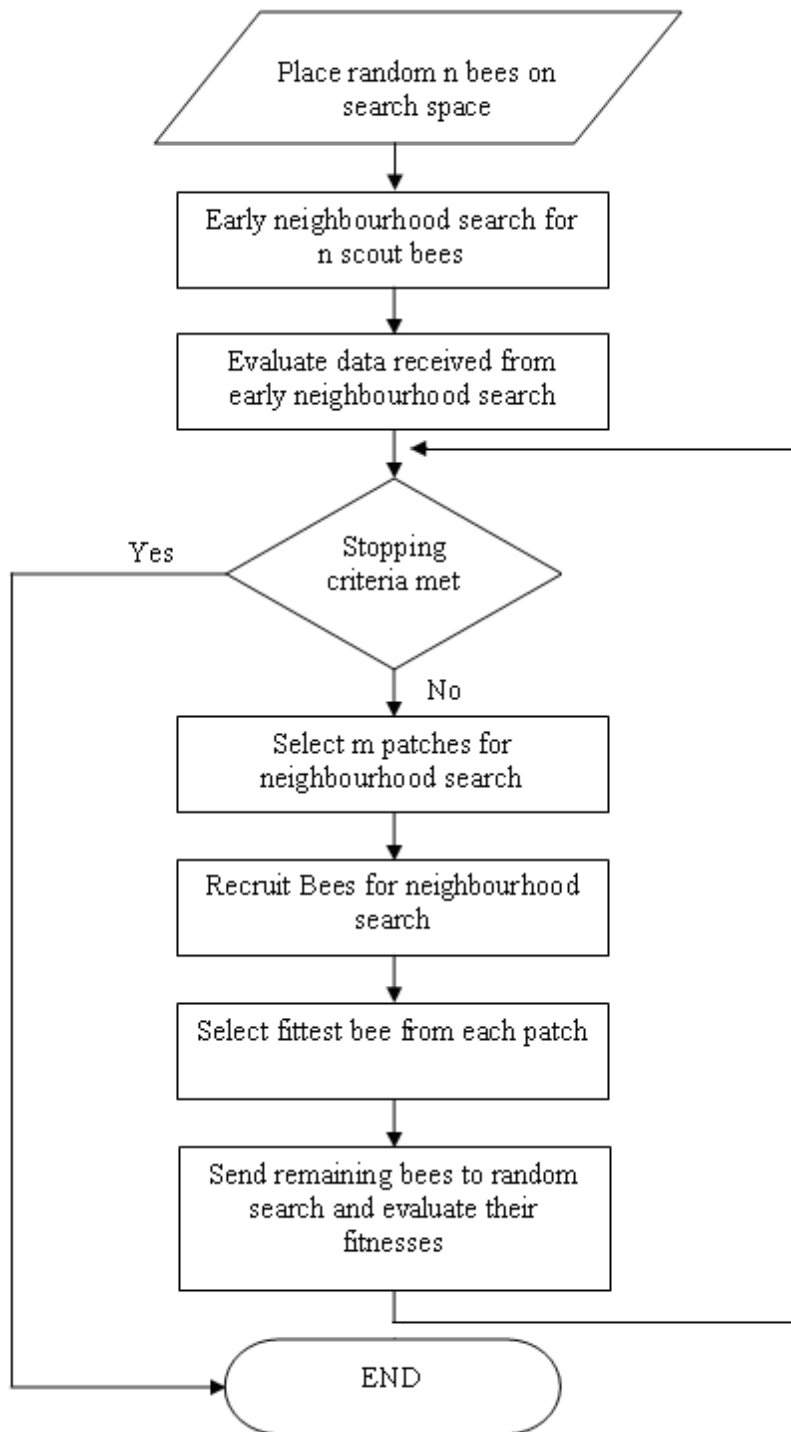 Place random n bees on
search space
Early neighbourhood search for
n scout bees
Evaluate data received from
early neighbourhood search
Stopping
criteria met
Yes
No
Select m patches for
neighbourhood search
Recruit Bees for neighbourhood
search
Select fittest bee from each patch
Send remaining bees to random
search and evaluate their
fitnesses
END